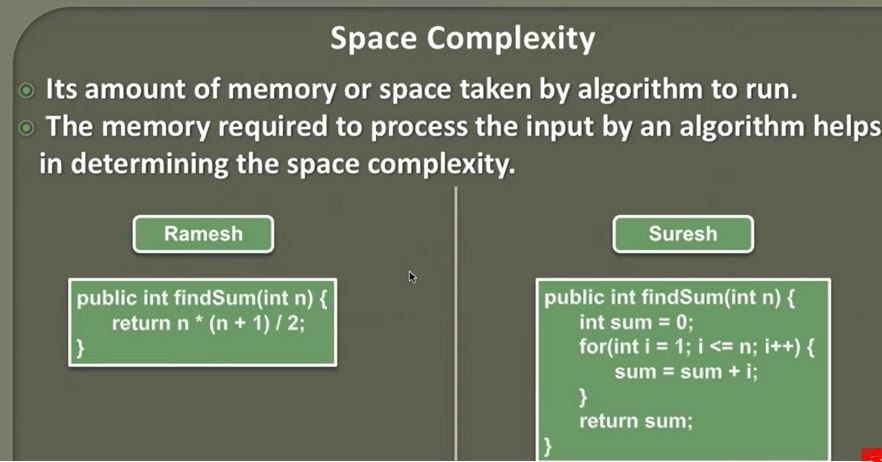 Space Complexity
Its amount of memory or space taken by algorithm to run.
The memory required to process the input by an algorithm helps
in determining the space complexity.
Ramesh
public int findSum(int n) {
return n * (n + 1) / 2;
}
Suresh
public int findSum(int n) {
int sum = 0;
for(int i = 1; i <= n; i++) {
sum = sum + i;
}
return sum;
}